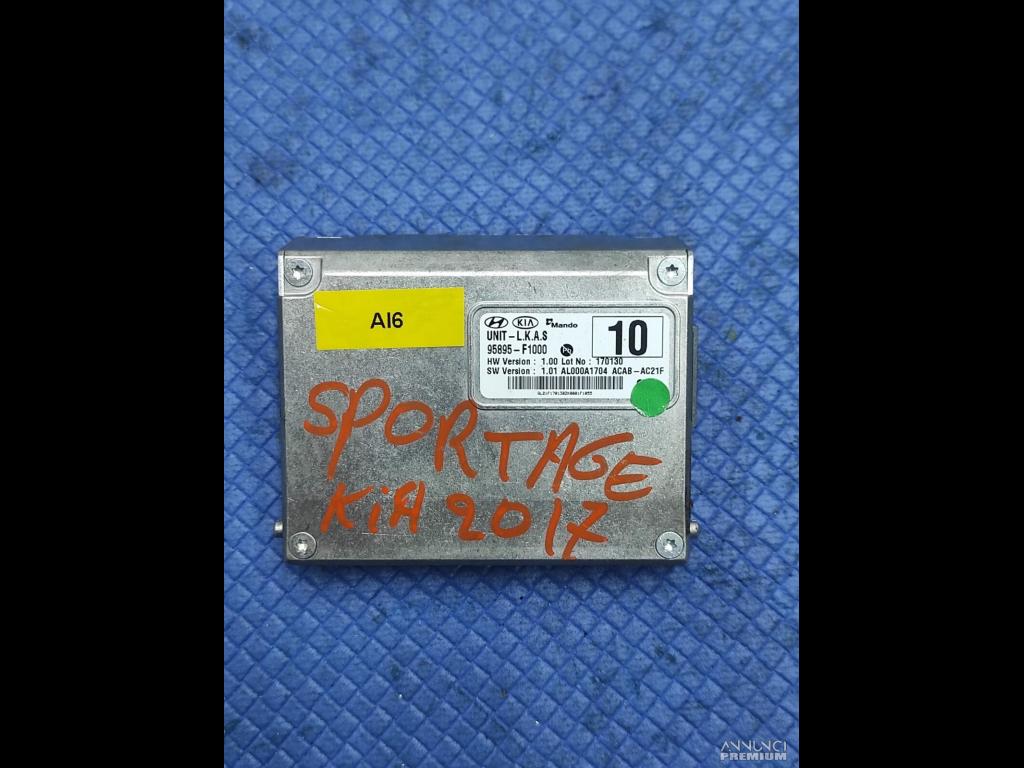 AI6
KIA
Mando
10
UNIT-L.K.A.S
95895-F1000
HW Version : 1.00 Lot No : 170130
SW Version : 1.01 AL000A1704 ACAB-AC21F
SPORTAGE
KiA 2017
ANNUNCI
PREMIUM